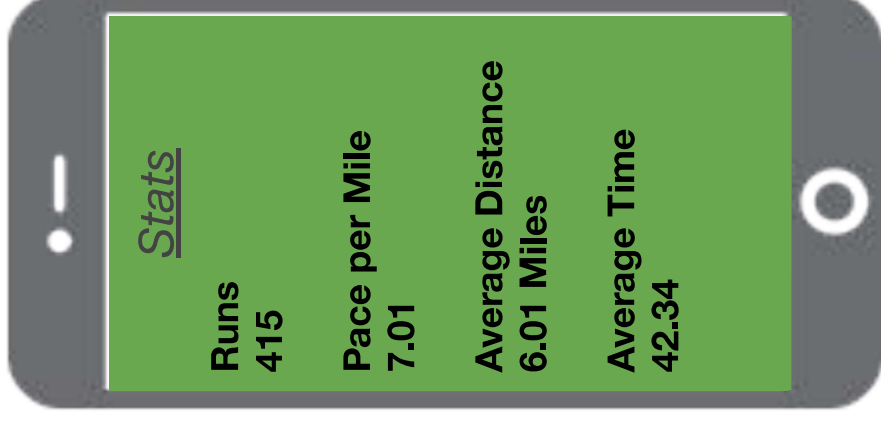 Stats
Runs
415
Pace per Mile
7.01
Average Distance
6.01 Miles
Average Time
42.34